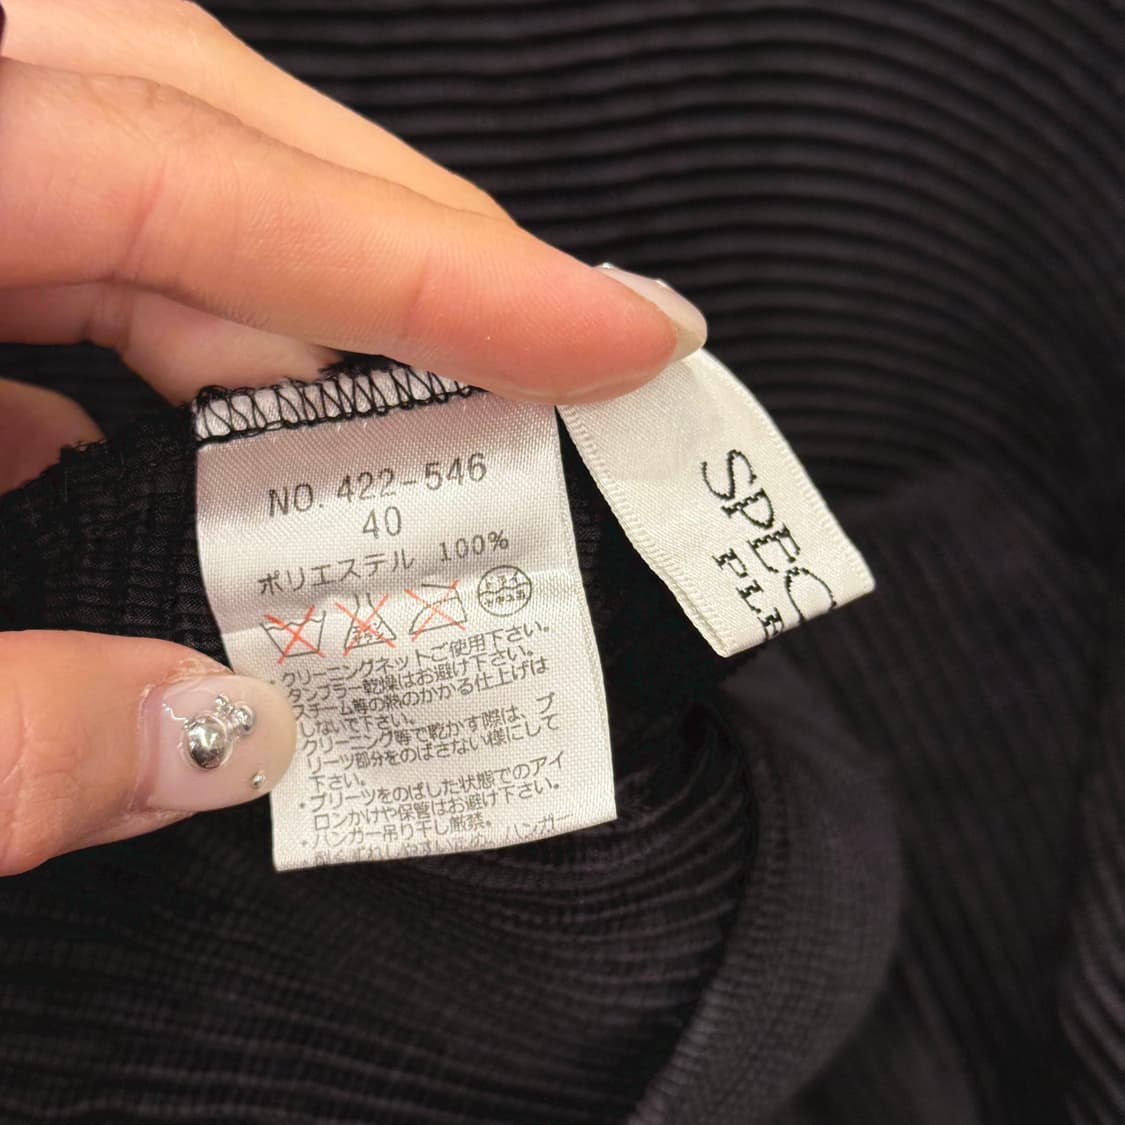 NO. 422-546
40
ポリエステル 100%
ドライ
・クリーニングネットご使用下さい。
・タンブラー乾燥はお避け下さい。
スチーム等の熱のかかる仕上げは
しないで下さい。
・クリーニング等で乾かす際は、プ
リーツ部分をのばさない様にして
下さい。
・プリーツをのばした状態でのアイ
ロンかけや保管はお避け下さい。
・ハンガー吊り干し厳禁。
ハンガー
SPEC
PLE